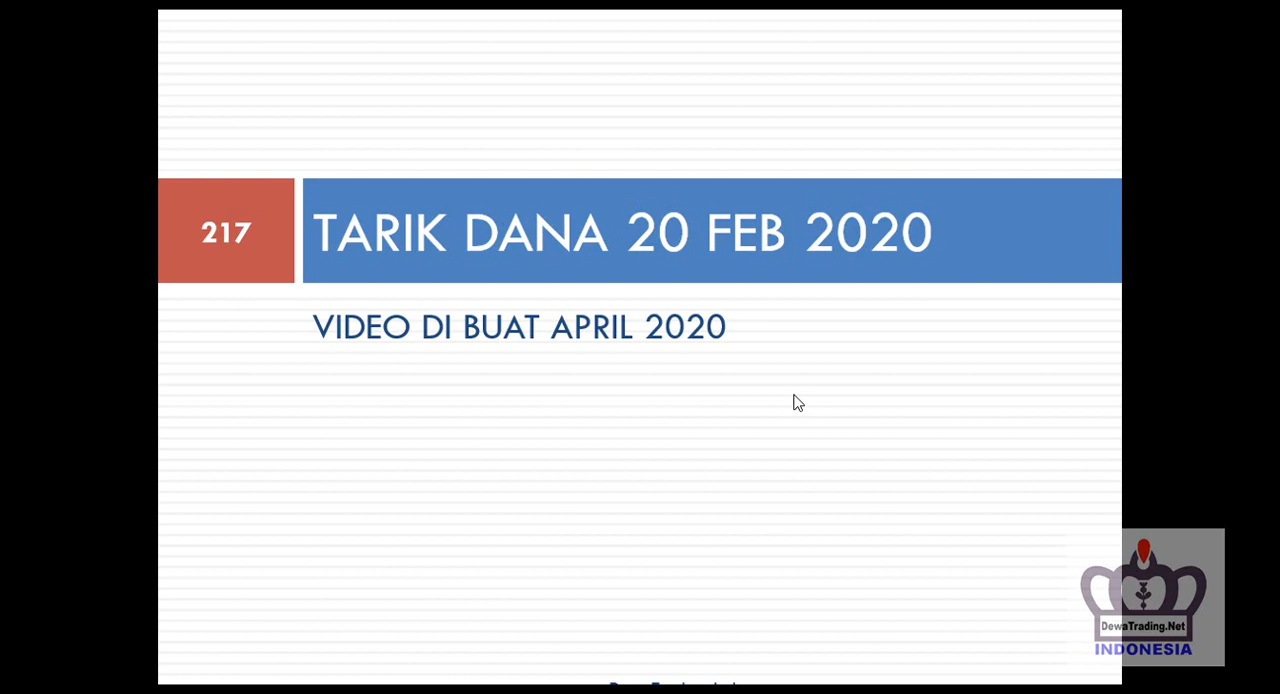 217
TARIK DANA 20 FEB 2020
VIDEO DI BUAT APRIL 2020
DewaTrading.Net
INDONESIA